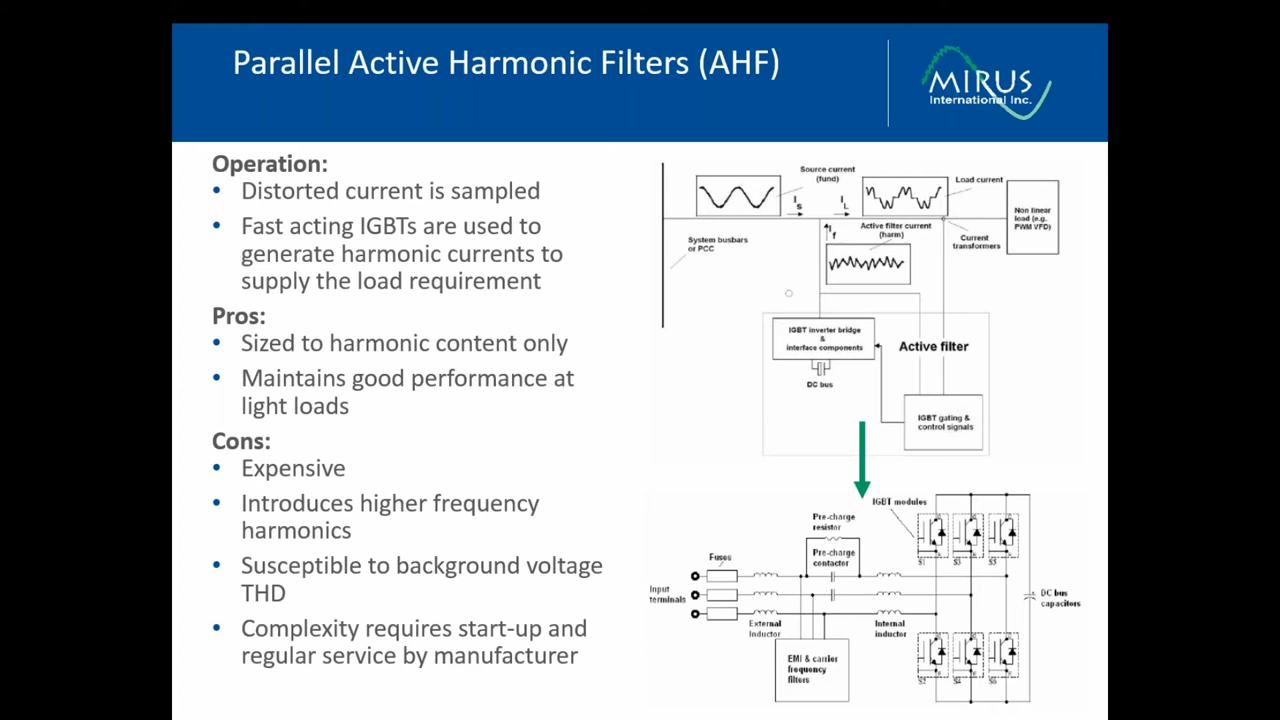 Parallel Active Harmonic Filters (AHF)
MIRUS
International Inc.
Operation:
• Distorted current is sampled
• Fast acting IGBTs are used to
generate harmonic currents to
supply the load requirement
Pros:
• Sized to harmonic content only
• Maintains good performance at
light loads
Cons:
• Expensive
• Introduces higher frequency
harmonics
• Susceptible to background voltage
THD
• Complexity requires start-up and
regular service by manufacturer
Source current
(fund)
Load current
I S
I L
Non linear
load (e.g.
PWM VFD)
System busbars
or PCC
I f
Active filter current
(harm)
Current
transformers
IGBT inverter bridge
&
interface components
Active filter
DC bus
IGBT gating &
control signals
IGBT modules
Pre-charge
resistor
Pre-charge
contactor
Fuses
S1
S3
S5
Input
terminals
DC bus
capacitors
External
Inductor
Internal
inductor
EMI & carrier
frequency
filters
S2
S4
S6